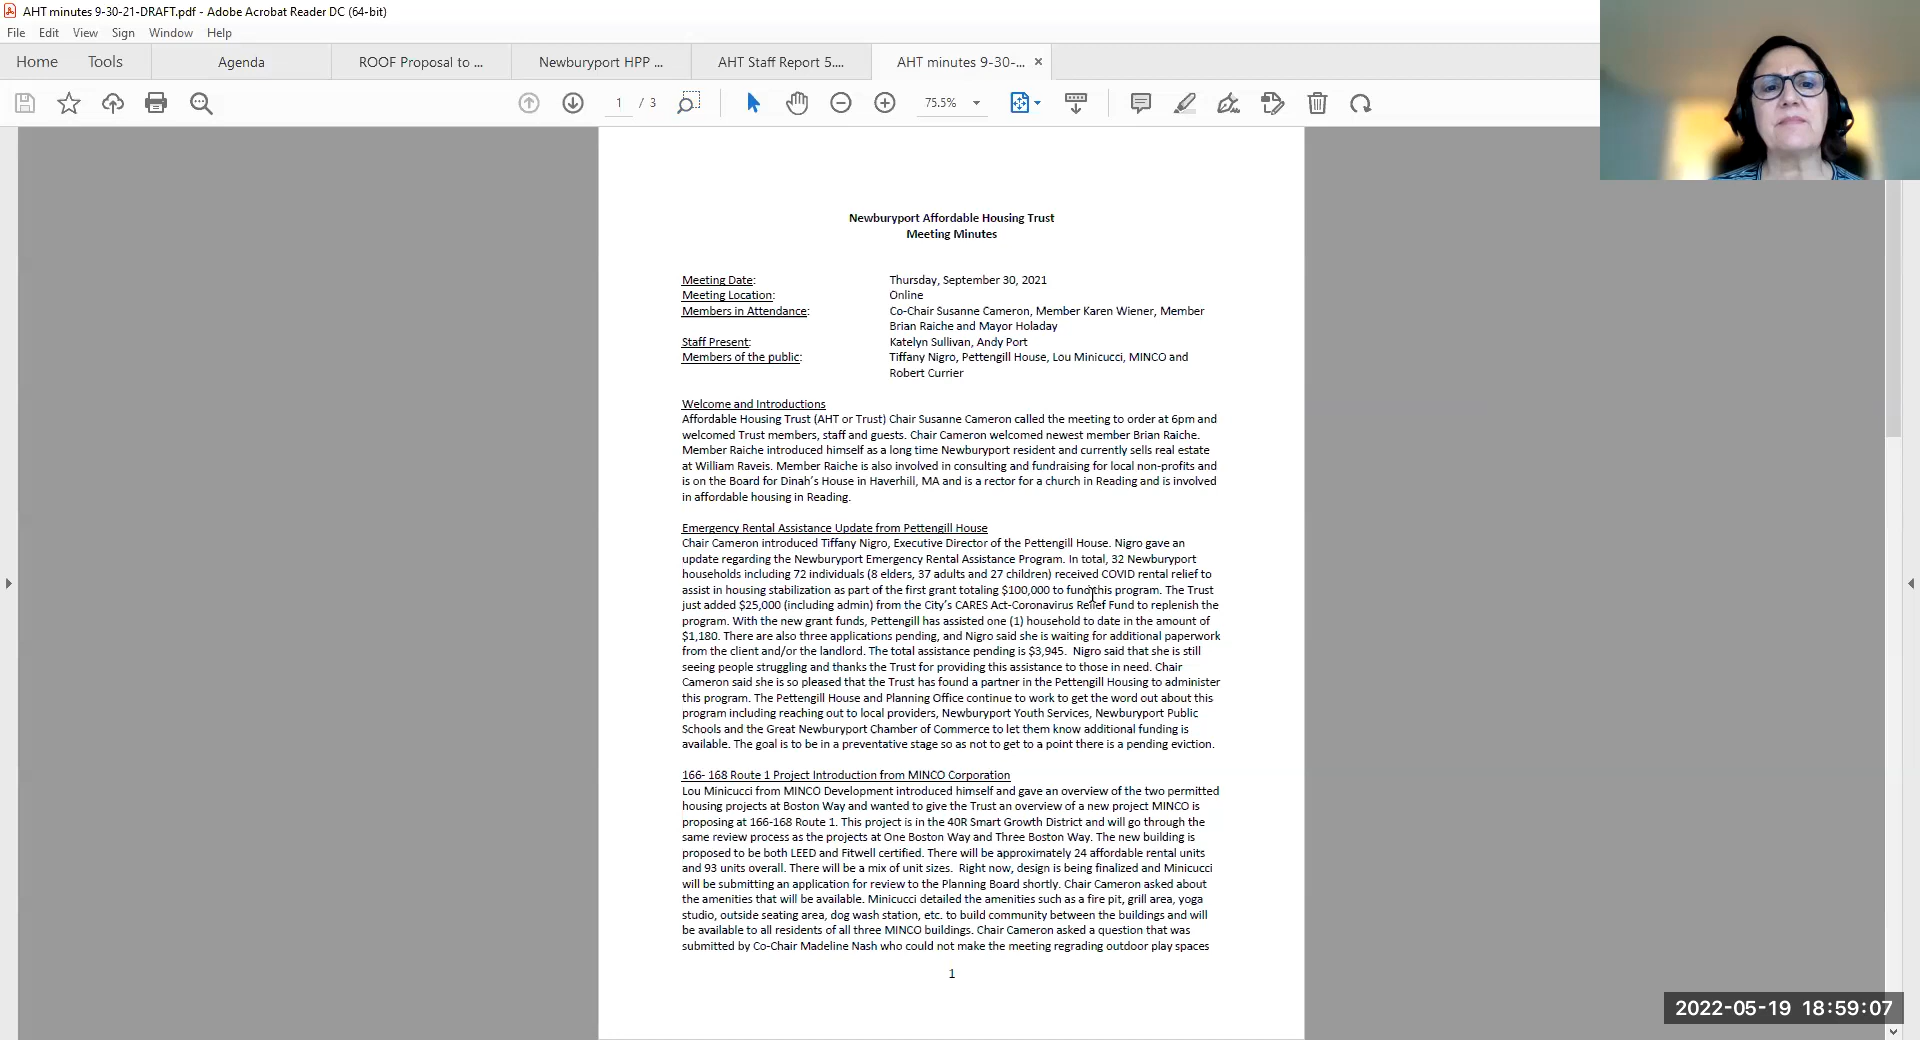 AHT minutes 9-30-21-DRAFT.pdf - Adobe Acrobat Reader DC (64-bit)
File Edit View Sign Window Help
Home Tools Agenda ROOF Proposal to ... Newburyport HPP ... AHT Staff Report 5.... AHT minutes 9-30-... ×
1 / 3 75.5%
Newburyport Affordable Housing Trust
Meeting Minutes
Meeting Date: Thursday, September 30, 2021
Meeting Location: Online
Members in Attendance: Co-Chair Susanne Cameron, Member Karen Wiener, Member
Brian Raiche and Mayor Holaday
Staff Present: Katelyn Sullivan, Andy Port
Members of the public: Tiffany Nigro, Pettengill House, Lou Minicucci, MINCO and
Robert Currier
Welcome and Introductions
Affordable Housing Trust (AHT or Trust) Chair Susanne Cameron called the meeting to order at 6pm and
welcomed Trust members, staff and guests. Chair Cameron welcomed newest member Brian Raiche.
Member Raiche introduced himself as a long time Newburyport resident and currently sells real estate
at William Raveis. Member Raiche is also involved in consulting and fundraising for local non-profits and
is on the Board for Dinah's House in Haverhill, MA and is a rector for a church in Reading and is involved
in affordable housing in Reading.
Emergency Rental Assistance Update from Pettengill House
Chair Cameron introduced Tiffany Nigro, Executive Director of the Pettengill House. Nigro gave an
update regarding the Newburyport Emergency Rental Assistance Program. In total, 32 Newburyport
households including 72 individuals (8 elders, 37 adults and 27 children) received COVID rental relief to
assist in housing stabilization as part of the first grant totaling $100,000 to fund this program. The Trust
just added $25,000 (including admin) from the City's CARES Act-Coronavirus Relief Fund to replenish the
program. With the new grant funds, Pettengill has assisted one (1) household to date in the amount of
$1,180. There are also three applications pending, and Nigro said she is waiting for additional paperwork
from the client and/or the landlord. The total assistance pending is $3,945. Nigro said that she is still
seeing people struggling and thanks the Trust for providing this assistance to those in need. Chair
Cameron said she is so pleased that the Trust has found a partner in the Pettengill Housing to administer
this program. The Pettengill House and Planning Office continue to work to get the word out about this
program including reaching out to local providers, Newburyport Youth Services, Newburyport Public
Schools and the Great Newburyport Chamber of Commerce to let them know additional funding is
available. The goal is to be in a preventative stage so as not to get to a point there is a pending eviction.
166- 168 Route 1 Project Introduction from MINCO Corporation
Lou Minicucci from MINCO Development introduced himself and gave an overview of the two permitted
housing projects at Boston Way and wanted to give the Trust an overview of a new project MINCO is
proposing at 166-168 Route 1. This project is in the 40R Smart Growth District and will go through the
same review process as the projects at One Boston Way and Three Boston Way. The new building is
proposed to be both LEED and Fitwell certified. There will be approximately 24 affordable rental units
and 93 units overall. There will be a mix of unit sizes. Right now, design is being finalized and Minicucci
will be submitting an application for review to the Planning Board shortly. Chair Cameron asked about
the amenities that will be available. Minicucci detailed the amenities such as a fire pit, grill area, yoga
studio, outside seating area, dog wash station, etc. to build community between the buildings and will
be available to all residents of all three MINCO buildings. Chair Cameron asked a question that was
submitted by Co-Chair Madeline Nash who could not make the meeting regrading outdoor play spaces
1
2022-05-19 18:59:07